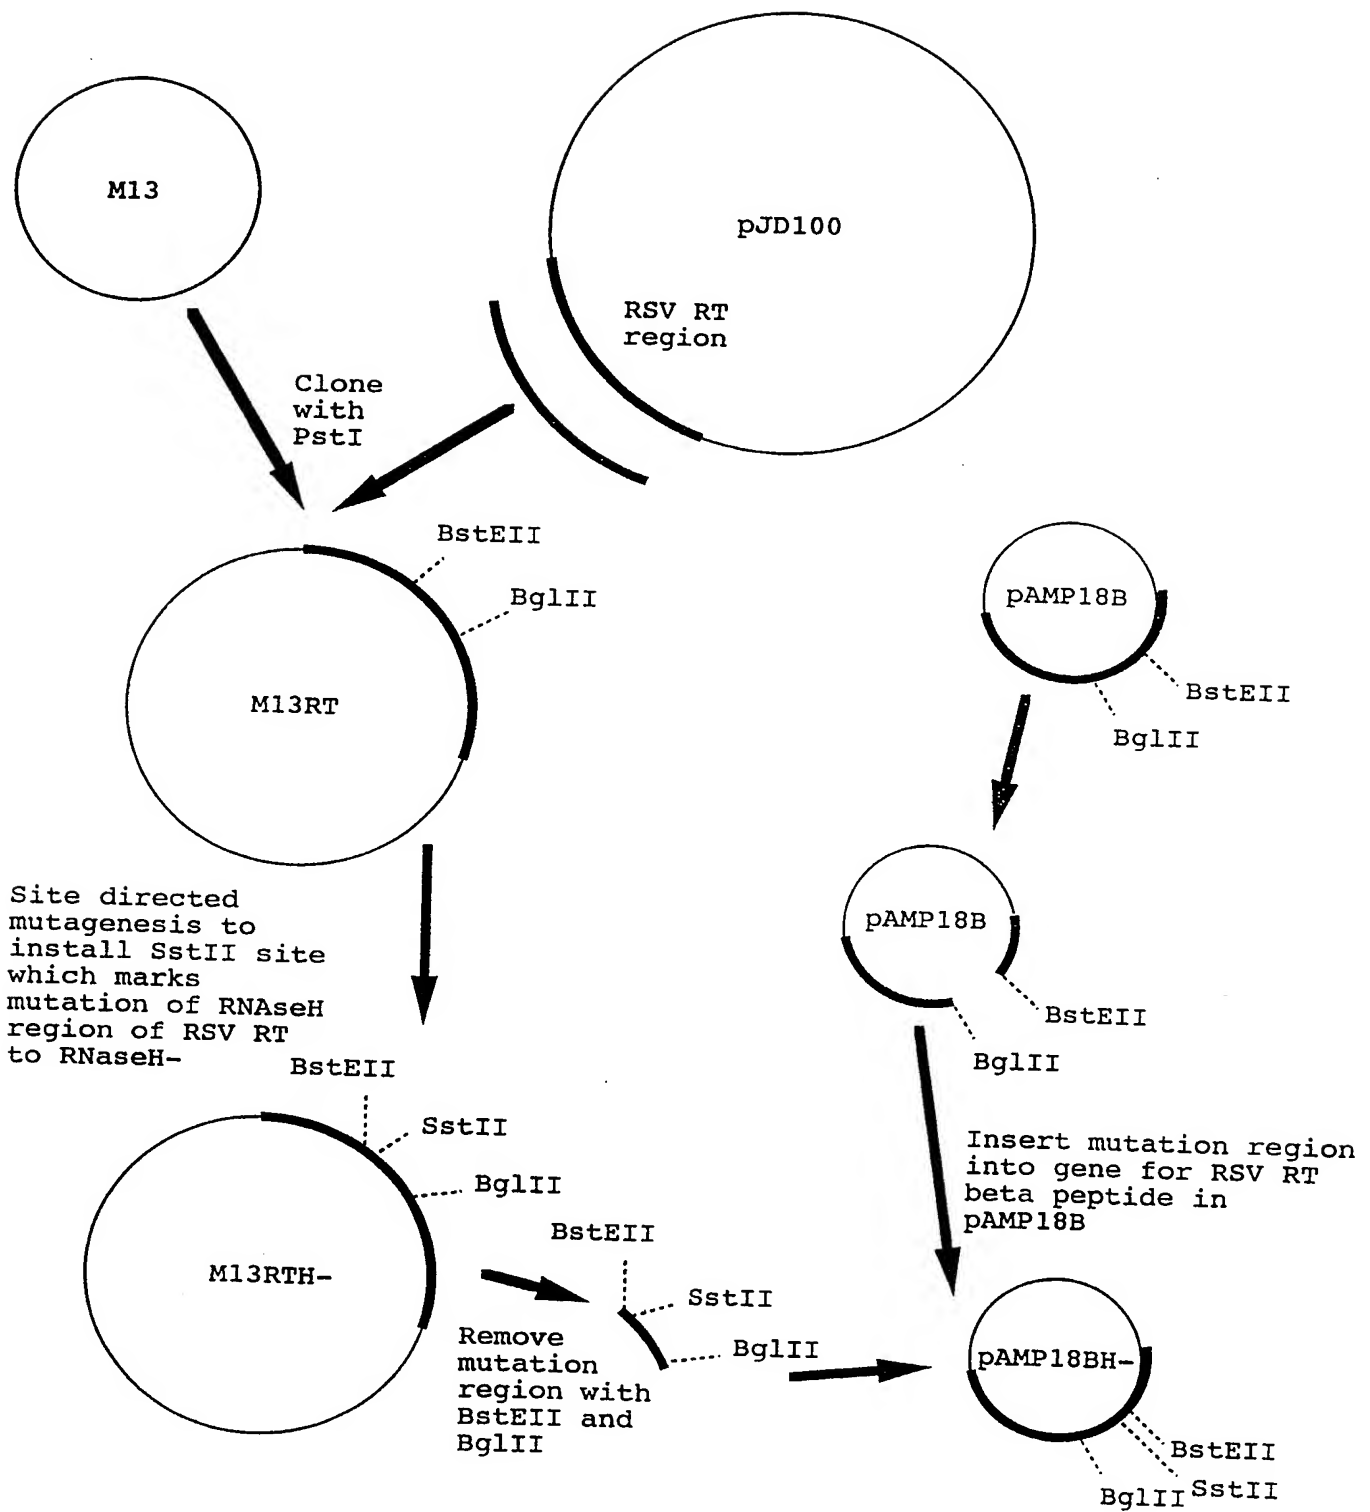 M13
pJD100
RSV RT
region
Clone
with
PstI
BstEII
BglII
M13RT
pAMP18B
BstEII
BglII
Site directed
mutagenesis to
install SstII site
which marks
mutation of RNAseH
region of RSV RT
to RNaseH-
pAMP18B
BstEII
BglII
BstEII
SstII
BglII
M13RTH-
Insert mutation region
into gene for RSV RT
beta peptide in
pAMP18B
BstEII
SstII
BglII
Remove
mutation
region with
BstEII and
BglII
pAMP18BH-
BstEII
SstII
BglII